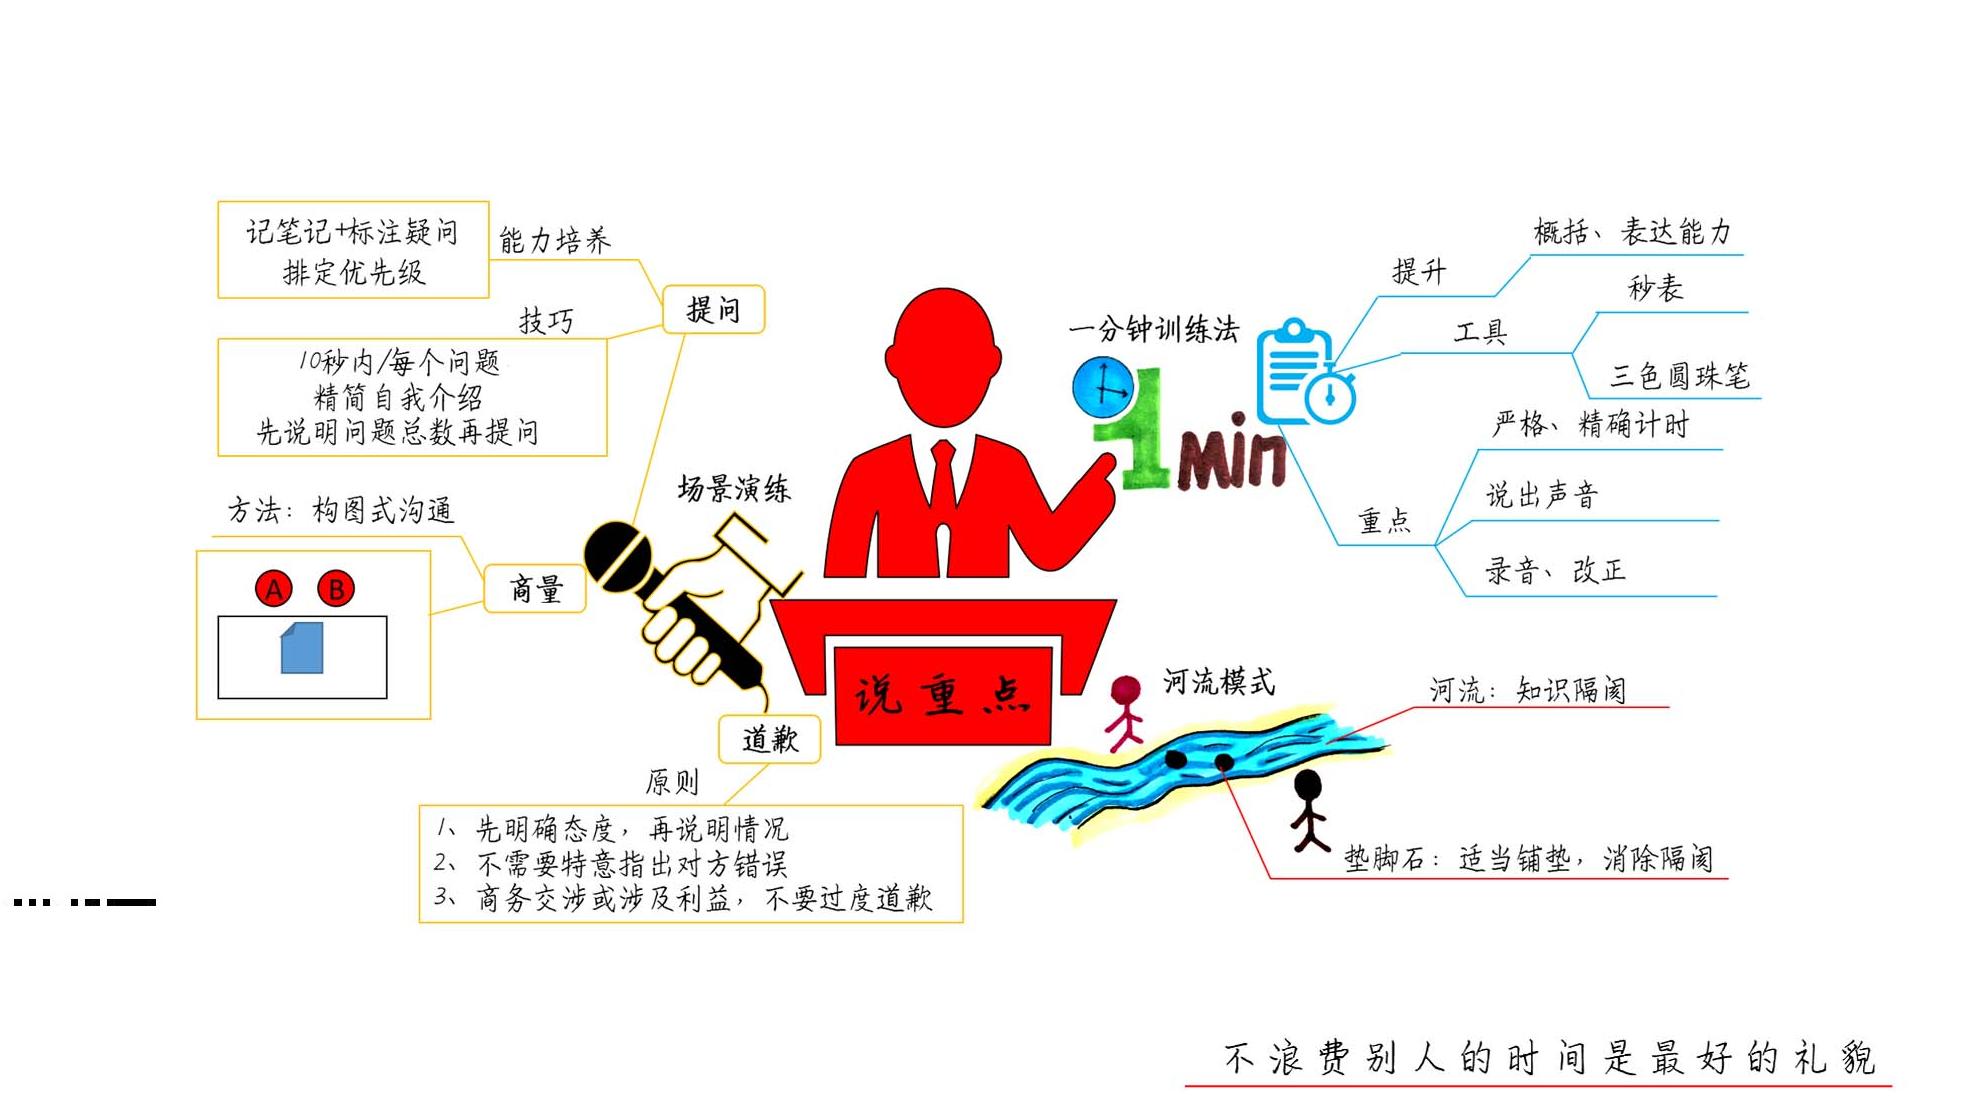 记笔记+标注疑问
排定优先级
能力培养
提问
技巧
10秒内/每个问题
精简自我介绍
先说明问题总数再提问
场景演练
方法：构图式沟通
商量
A
B
道歉
原则
1、先明确态度，再说明情况
2、不需要特意指出对方错误
3、商务交涉或涉及利益，不要过度道歉
说重点
一分钟训练法
1min
提升
概括、表达能力
工具
秒表
三色圆珠笔
重点
严格、精确计时
说出声音
录音、改正
河流模式
河流：知识隔阂
垫脚石：适当铺垫，消除隔阂
不浪费别人的时间是最好的礼貌